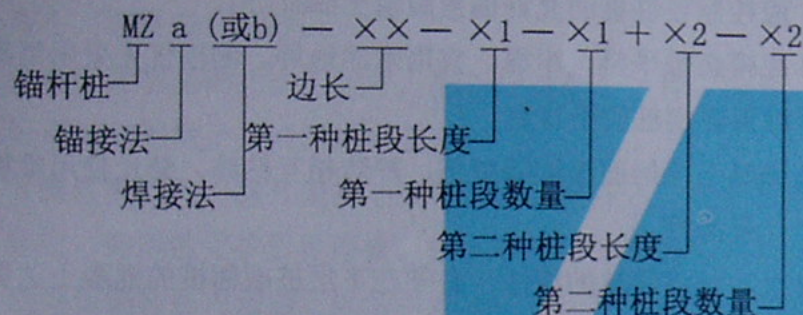 MZ a (或b) — ×× — ×1 — ×1 + ×2 — ×2
锚杆桩
边长
锚接法
第一种桩段长度
焊接法
第一种桩段数量
第二种桩段长度
第二种桩段数量